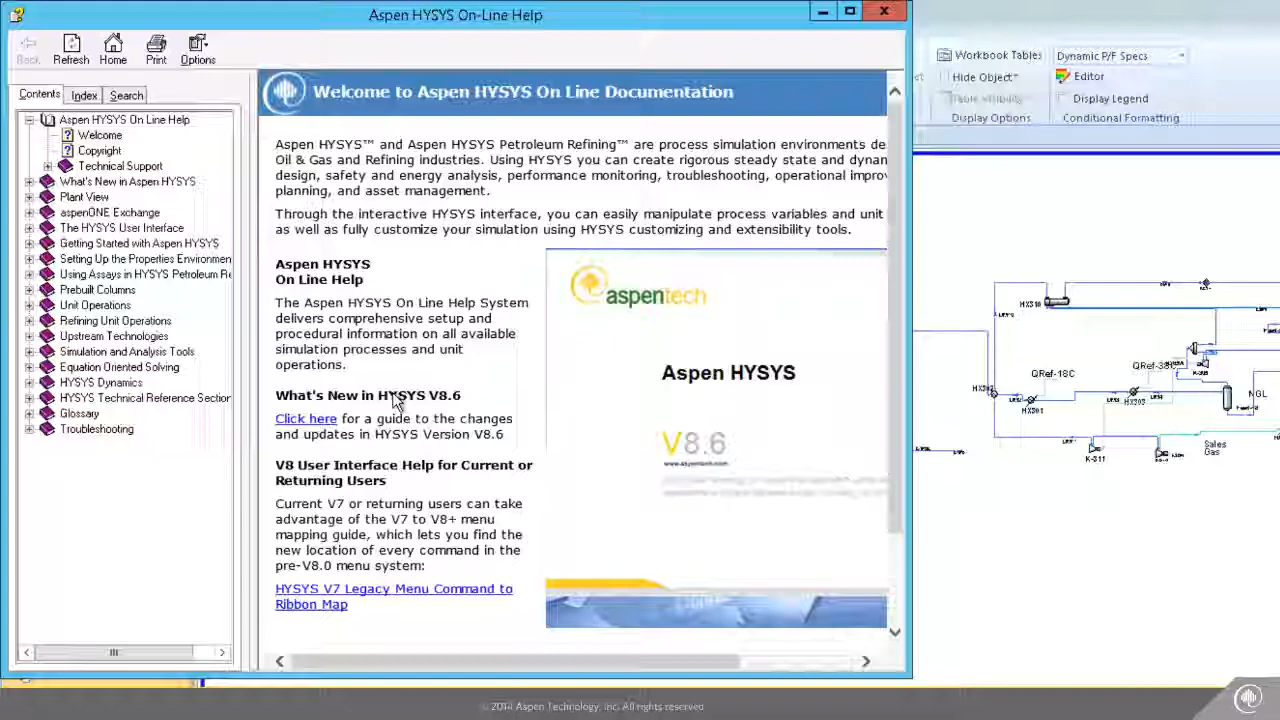 Aspen HYSYS On-Line Help
Back Refresh Home Print Options
Contents Index Search
Aspen HYSYS On Line Help
Welcome
Copyright
Technical Support
What's New in Aspen HYSYS
Plant View
aspenONE Exchange
The HYSYS User Interface
Getting Started with Aspen HYSYS
Setting Up the Properties Environmen
Using Assays in HYSYS Petroleum Re
Prebuilt Columns
Unit Operations
Refining Unit Operations
Upstream Technologies
Simulation and Analysis Tools
Equation Oriented Solving
HYSYS Dynamics
HYSYS Technical Reference Section
Glossary
Troubleshooting
Welcome to Aspen HYSYS On Line Documentation
Aspen HYSYS™ and Aspen HYSYS Petroleum Refining™ are process simulation environments de
Oil & Gas and Refining industries. Using HYSYS you can create rigorous steady state and dynan
design, safety and energy analysis, performance monitoring, troubleshooting, operational improv
planning, and asset management.
Through the interactive HYSYS interface, you can easily manipulate process variables and unit
as well as fully customize your simulation using HYSYS customizing and extensibility tools.
Aspen HYSYS
On Line Help
The Aspen HYSYS On Line Help System
delivers comprehensive setup and
procedural information on all available
simulation processes and unit
operations.
What's New in HYSYS V8.6
Click here for a guide to the changes
and updates in HYSYS Version V8.6
V8 User Interface Help for Current or
Returning Users
Current V7 or returning users can take
advantage of the V7 to V8+ menu
mapping guide, which lets you find the
new location of every command in the
pre-V8.0 menu system:
HYSYS V7 Legacy Menu Command to
Ribbon Map
aspentech
Aspen HYSYS
V8.6
www.aspentech.com
Workbook Tables
Hide Object
Table Visibility
Display Options
Dynamic P/F Specs
Editor
Display Legend
Conditional Formatting
HX310
QRef-18C
QRef-38C
HX301
HX303
NGL
K-311
Sales
Gas
© 2014 Aspen Technology, Inc. All rights reserved